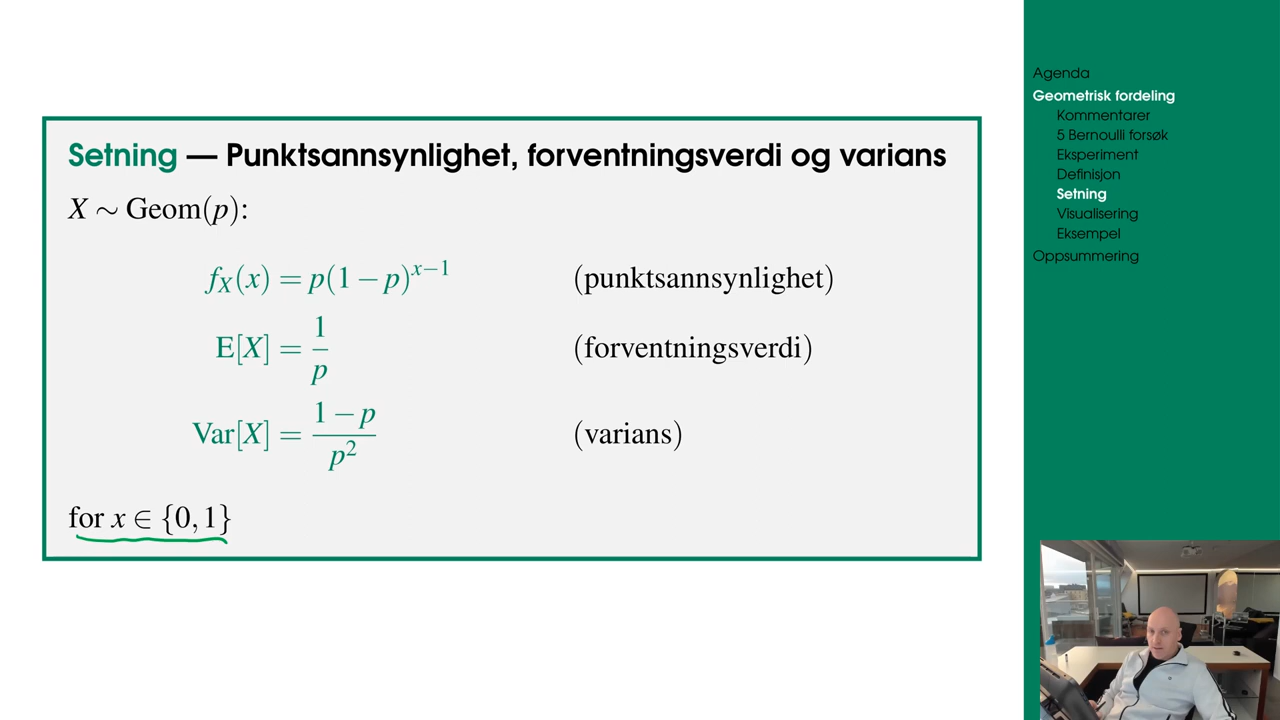 Setning — Punktsannsynlighet, forventningsverdi og varians
X ∼ Geom(p):
f_X(x) = p(1 − p)^{x−1} (punktsannsynlighet)
E[X] = 1/p (forventningsverdi)
Var[X] = (1 − p)/p² (varians)
for x ∈ {0, 1}
Agenda
Geometrisk fordeling
Kommentarer
5 Bernoulli forsøk
Eksperiment
Definisjon
Setning
Visualisering
Eksempel
Oppsummering